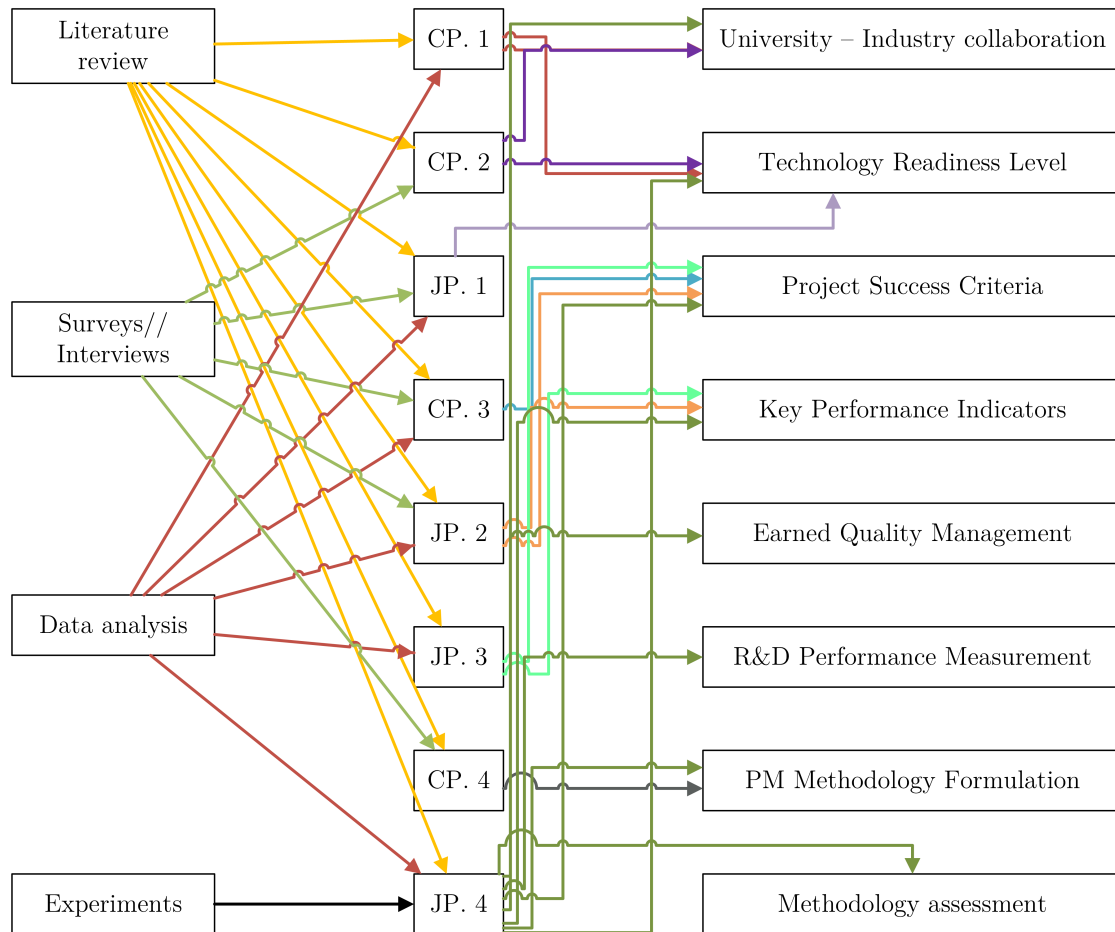 Literature
review
Surveys//
Interviews
Data analysis
Experiments
CP. 1
CP. 2
JP. 1
CP. 3
JP. 2
JP. 3
CP. 4
JP. 4
University – Industry collaboration
Technology Readiness Level
Project Success Criteria
Key Performance Indicators
Earned Quality Management
R&D Performance Measurement
PM Methodology Formulation
Methodology assessment